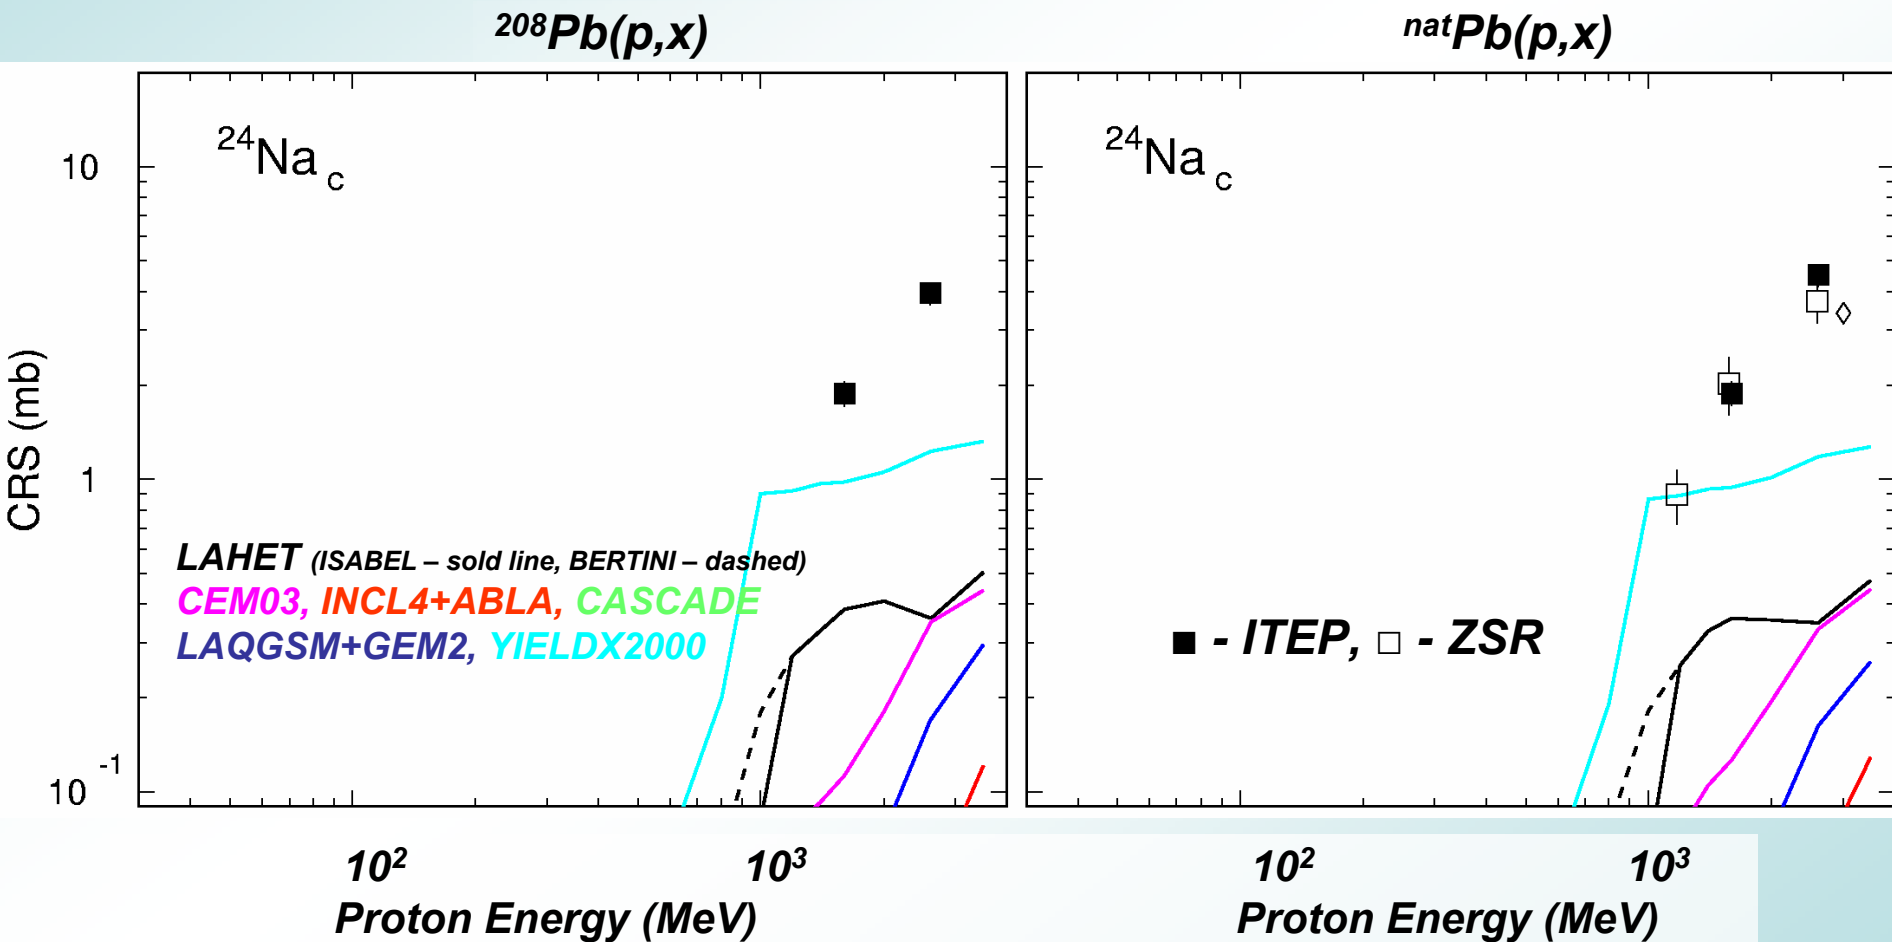 ²⁰⁸Pb(p,x)
ⁿᵃᵗPb(p,x)
²⁴Na c
²⁴Na c
10
1
10⁻¹
CRS (mb)
LAHET (ISABEL – sold line, BERTINI – dashed)
CEM03, INCL4+ABLA, CASCADE
LAQGSM+GEM2, YIELDX2000
■ - ITEP, □ - ZSR
10² 10³
10² 10³
Proton Energy (MeV)
Proton Energy (MeV)